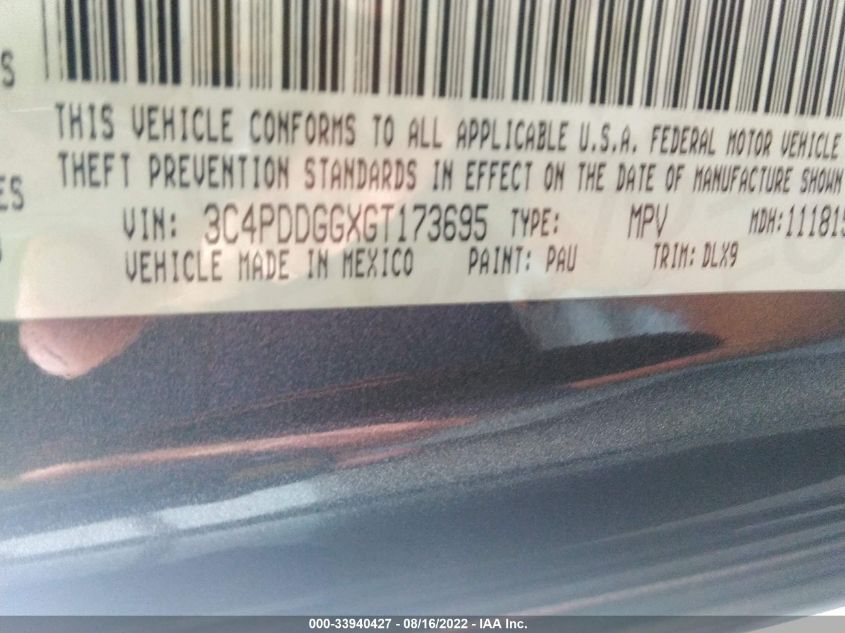 S
THIS VEHICLE CONFORMS TO ALL APPLICABLE U.S.A. FEDERAL MOTOR VEHICLE
THEFT PREVENTION STANDARDS IN EFFECT ON THE DATE OF MANUFACTURE SHOWN
ES
VIN: 3C4PDDGGXGT173695 TYPE: MPV MDH:111815
VEHICLE MADE IN MEXICO PAINT: PAU TRIM: DLX9
000-33940427 - 08/16/2022 - IAA Inc.